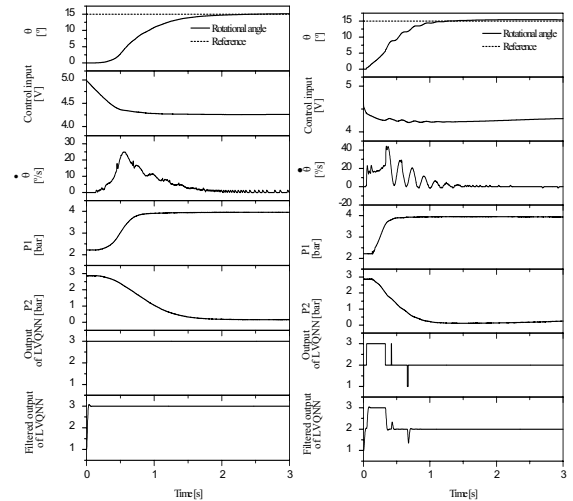 θ
[º]
15
10
5
0
Rotational angle
Reference
Control input
[V]
5.0
4.5
4.0
θ
[º/s]
30
20
10
0
P1
[bar]
4
3
2
P2
[bar]
3
2
1
0
Output
of LVQNN
3
2
1
Filtered output
of LVQNN
3
2
1
0
1
2
3
Time[s]
θ
[º]
15
10
5
0
Rotational angle
Reference
Control input
[V]
5
4
θ
[º/s]
40
20
0
-20
P1
[bar]
4
3
2
P2
[bar]
3
2
1
0
Output
of LVQNN
3
2
1
Filtered output
of LVQNN
3
2
1
0
1
2
3
Time[s]